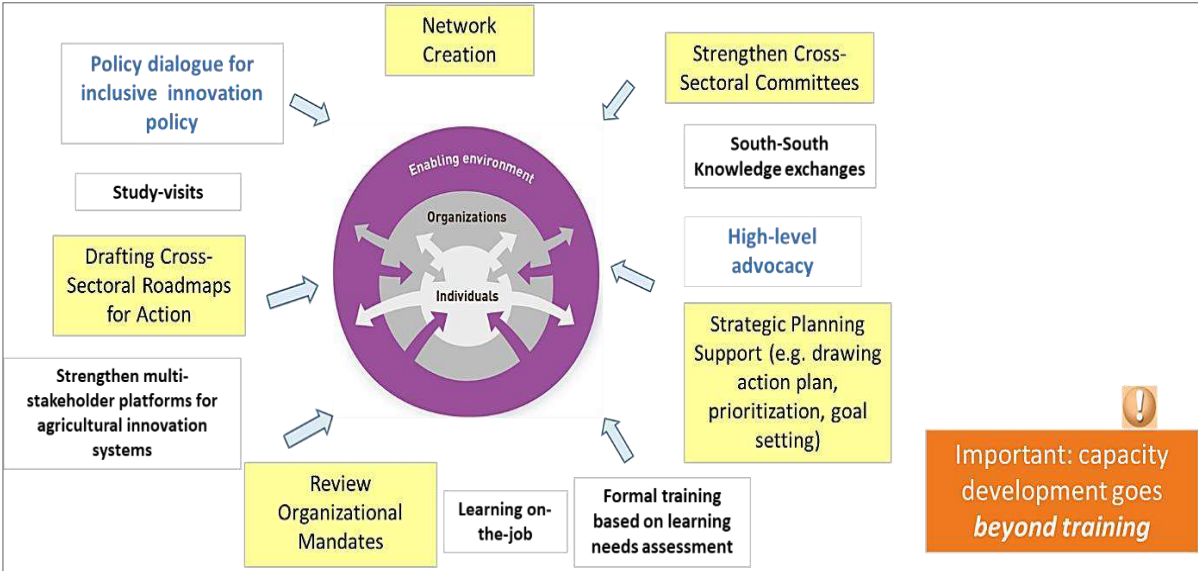 Network
Creation
Policy dialogue for
inclusive innovation
policy
Strengthen Cross-
Sectoral Committees
South-South
Knowledge exchanges
Study-visits
Enabling environment
Organizations
Individuals
High-level
advocacy
Drafting Cross-
Sectoral Roadmaps
for Action
Strategic Planning
Support (e.g. drawing
action plan,
prioritization, goal
setting)
Strengthen multi-
stakeholder platforms for
agricultural innovation
systems
Review
Organizational
Mandates
Learning on-
the-job
Formal training
based on learning
needs assessment
!
Important: capacity
development goes
beyond training